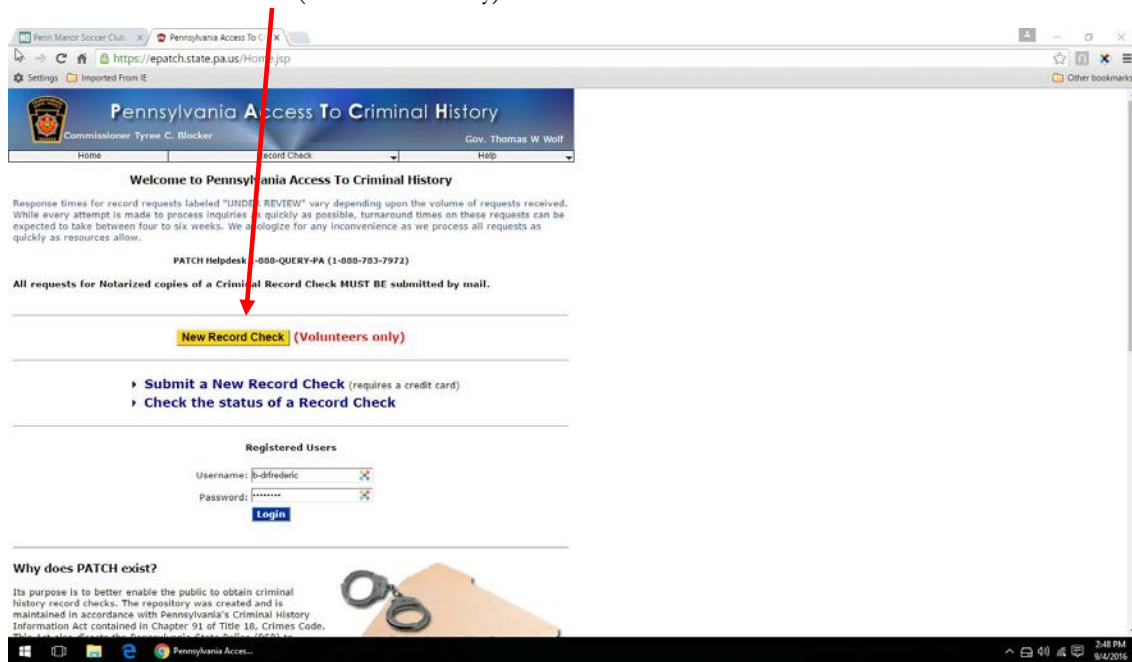 Penn Manor Soccer Club
Pennsylvania Access To C
https://epatch.state.pa.us/Home.jsp
Settings Imported From IE Other bookmarks
Pennsylvania Access To Criminal History
Commissioner Tyree C. Blocker
Gov. Thomas W Wolf
Home Record Check Help
Welcome to Pennsylvania Access To Criminal History
Response times for record requests labeled "UNDER REVIEW" vary depending upon the volume of requests received.
While every attempt is made to process inquiries as quickly as possible, turnaround times on these requests can be
expected to take between four to six weeks. We apologize for any inconvenience as we process all requests as
quickly as resources allow.
PATCH Helpdesk 1-888-QUERY-PA (1-888-783-7972)
All requests for Notarized copies of a Criminal Record Check MUST BE submitted by mail.
New Record Check (Volunteers only)
Submit a New Record Check (requires a credit card)
Check the status of a Record Check
Registered Users
Username: b-drfrederic
Password: ········
Login
Why does PATCH exist?
Its purpose is to better enable the public to obtain criminal
history record checks. The repository was created and is
maintained in accordance with Pennsylvania's Criminal History
Information Act contained in Chapter 91 of Title 18, Crimes Code.
This Act also directs the Pennsylvania State Police (PSP) to
Pennsylvania Acces...
2:48 PM
9/4/2016